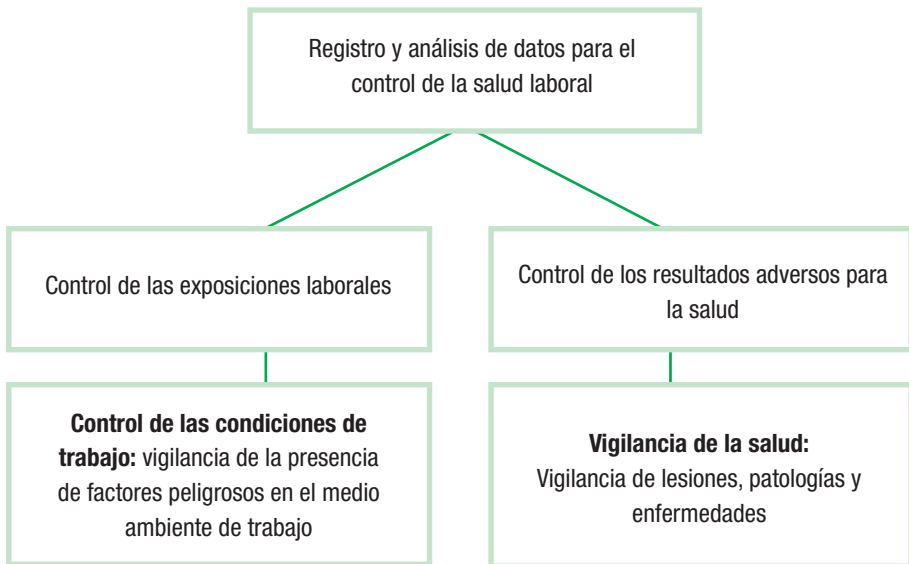 Registro y análisis de datos para el
control de la salud laboral
Control de las exposiciones laborales
Control de los resultados adversos para
la salud
Control de las condiciones de
trabajo: vigilancia de la presencia
de factores peligrosos en el medio
ambiente de trabajo
Vigilancia de la salud:
Vigilancia de lesiones, patologías y
enfermedades